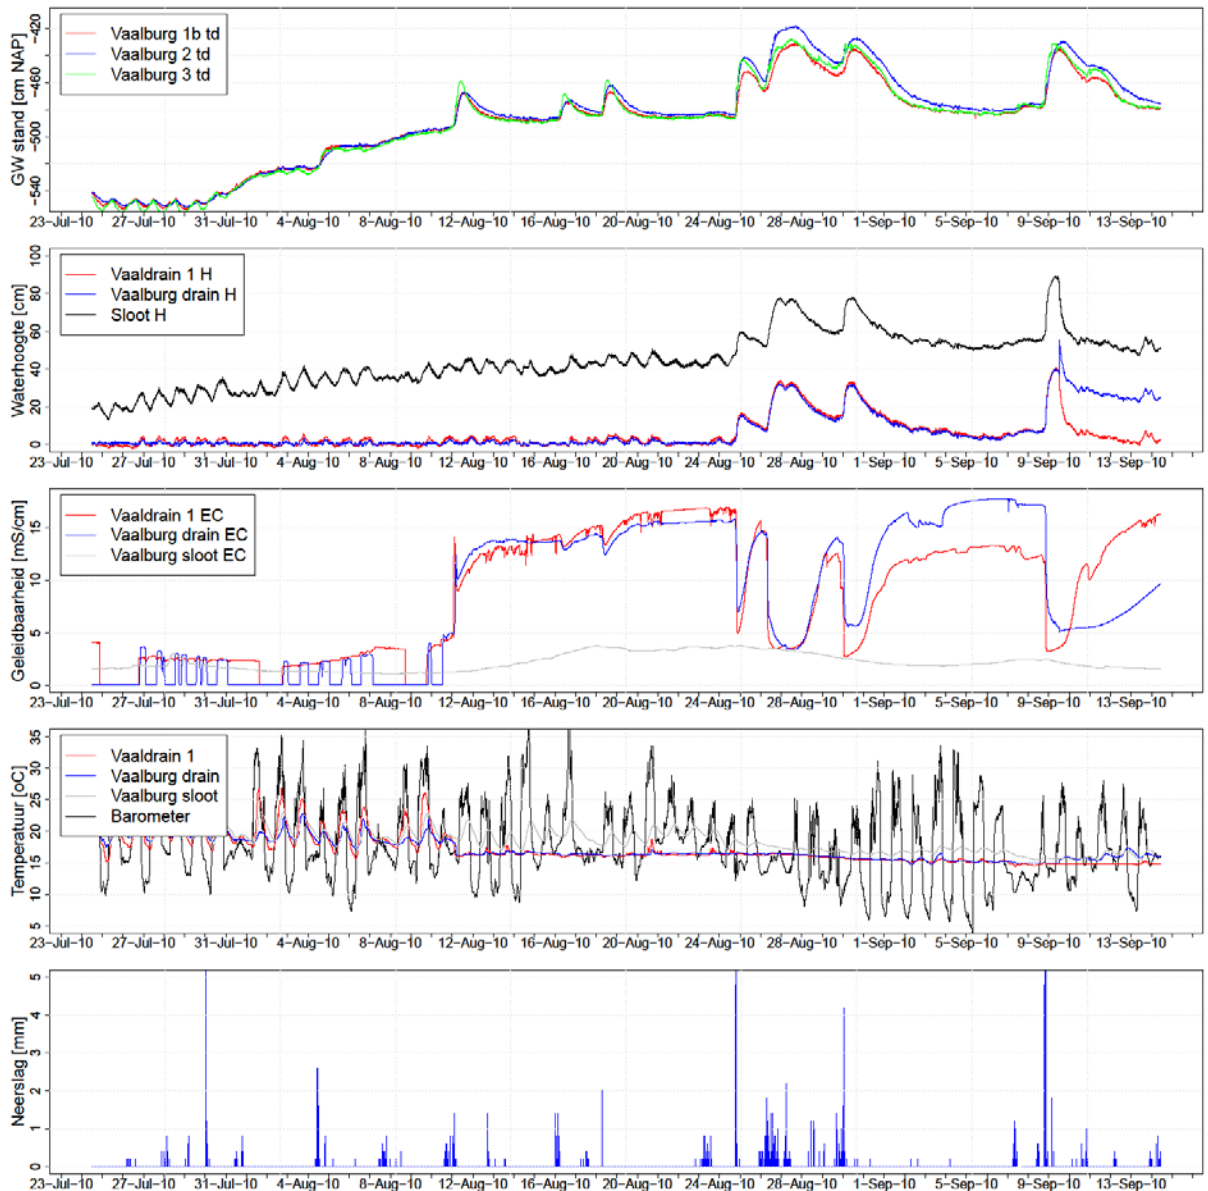 GW stand [cm NAP]
-420
-460
-500
-540
Vaalburg 1b td
Vaalburg 2 td
Vaalburg 3 td
23-Jul-10 27-Jul-10 31-Jul-10 4-Aug-10 8-Aug-10 12-Aug-10 16-Aug-10 20-Aug-10 24-Aug-10 28-Aug-10 1-Sep-10 5-Sep-10 9-Sep-10 13-Sep-10
Waterhoogte [cm]
100
80
60
40
20
0
Vaaldrain 1 H
Vaalburg drain H
Sloot H
23-Jul-10 27-Jul-10 31-Jul-10 4-Aug-10 8-Aug-10 12-Aug-10 16-Aug-10 20-Aug-10 24-Aug-10 28-Aug-10 1-Sep-10 5-Sep-10 9-Sep-10 13-Sep-10
Geleidbaarheid [mS/cm]
15
10
5
0
Vaaldrain 1 EC
Vaalburg drain EC
Vaalburg sloot EC
23-Jul-10 27-Jul-10 31-Jul-10 4-Aug-10 8-Aug-10 12-Aug-10 16-Aug-10 20-Aug-10 24-Aug-10 28-Aug-10 1-Sep-10 5-Sep-10 9-Sep-10 13-Sep-10
Temperatuur [oC]
35
30
25
20
15
10
5
Vaaldrain 1
Vaalburg drain
Vaalburg sloot
Barometer
23-Jul-10 27-Jul-10 31-Jul-10 4-Aug-10 8-Aug-10 12-Aug-10 16-Aug-10 20-Aug-10 24-Aug-10 28-Aug-10 1-Sep-10 5-Sep-10 9-Sep-10 13-Sep-10
Neerslag [mm]
5
4
3
2
1
0
23-Jul-10 27-Jul-10 31-Jul-10 4-Aug-10 8-Aug-10 12-Aug-10 16-Aug-10 20-Aug-10 24-Aug-10 28-Aug-10 1-Sep-10 5-Sep-10 9-Sep-10 13-Sep-10